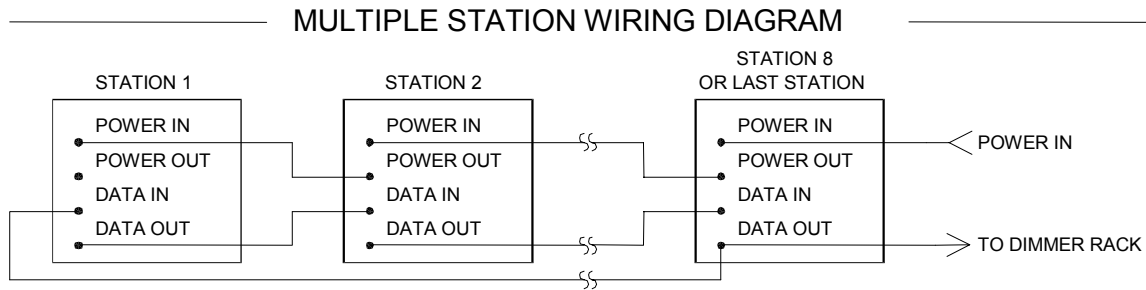 MULTIPLE STATION WIRING DIAGRAM
STATION 1
POWER IN
POWER OUT
DATA IN
DATA OUT
STATION 2
POWER IN
POWER OUT
DATA IN
DATA OUT
STATION 8
OR LAST STATION
POWER IN
POWER OUT
DATA IN
DATA OUT
POWER IN
TO DIMMER RACK